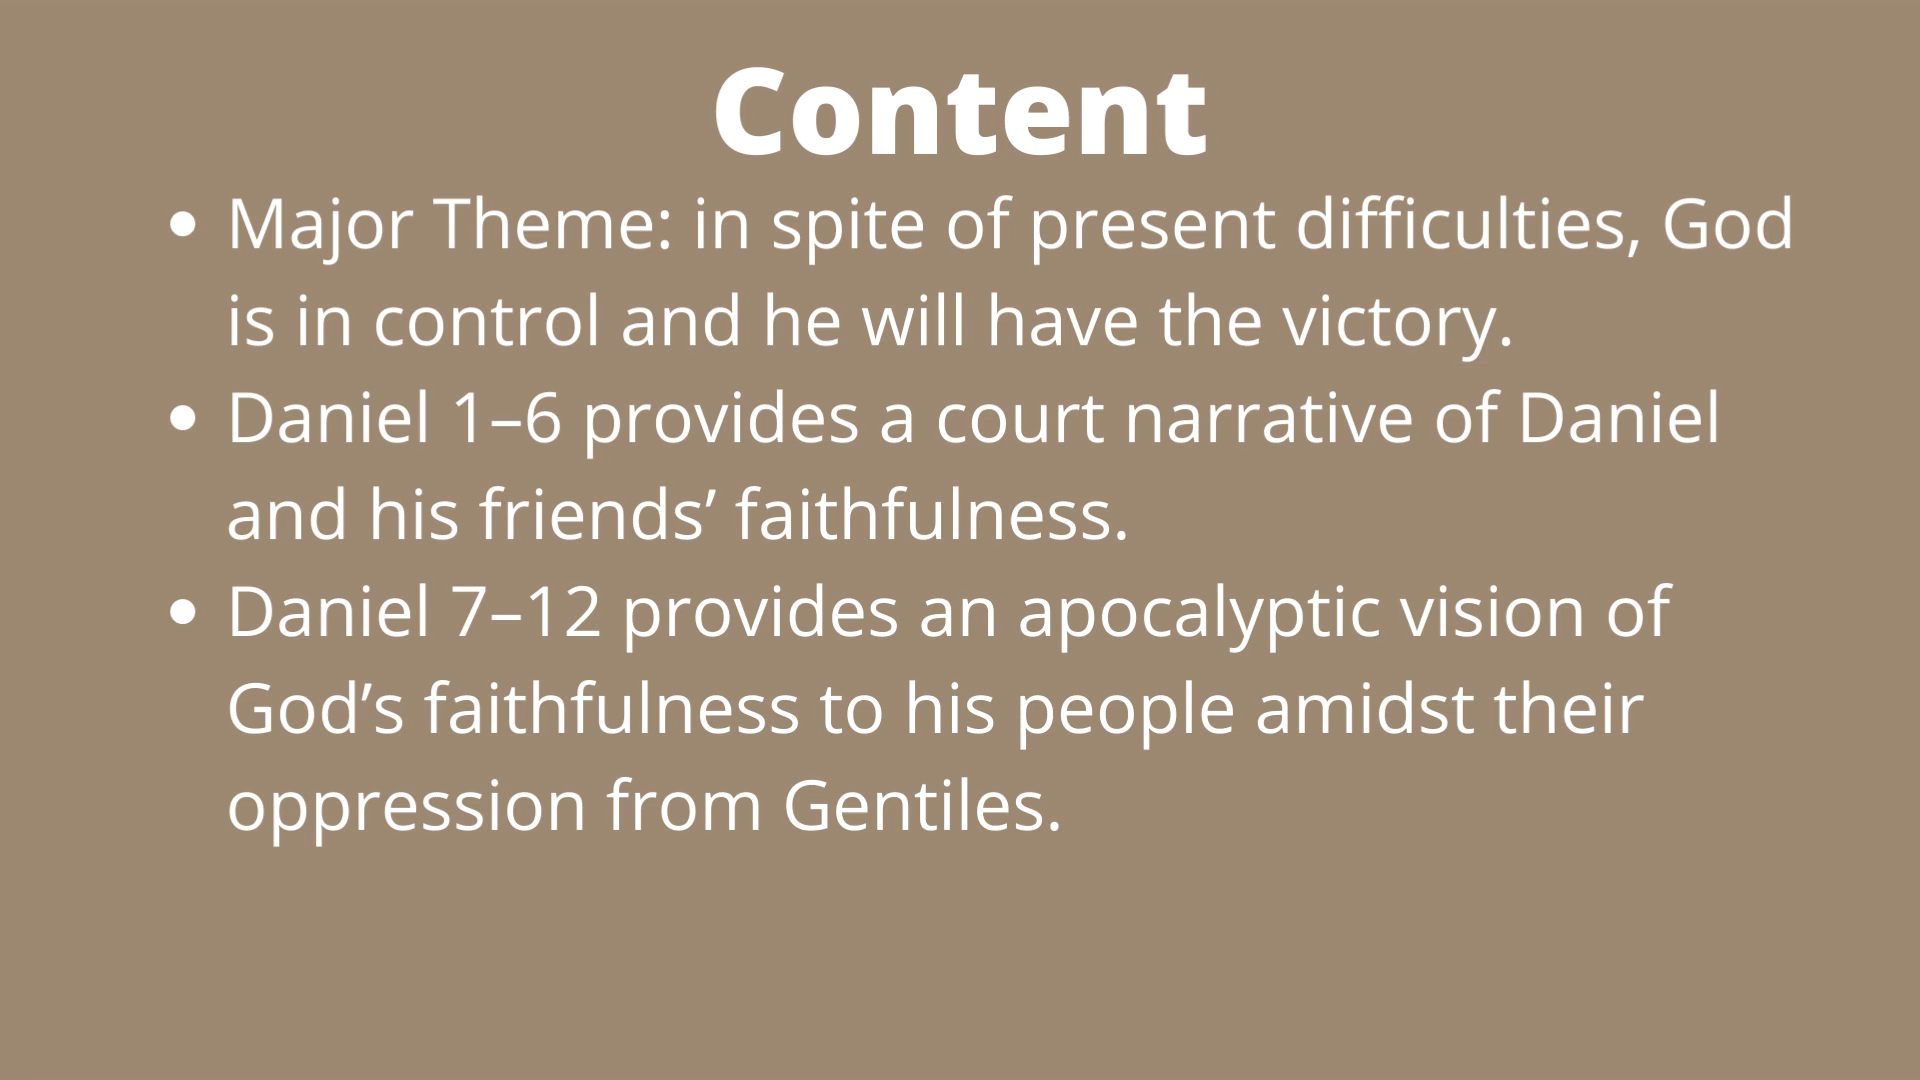 Content
• Major Theme: in spite of present difficulties, God
is in control and he will have the victory.
• Daniel 1–6 provides a court narrative of Daniel
and his friends’ faithfulness.
• Daniel 7–12 provides an apocalyptic vision of
God’s faithfulness to his people amidst their
oppression from Gentiles.